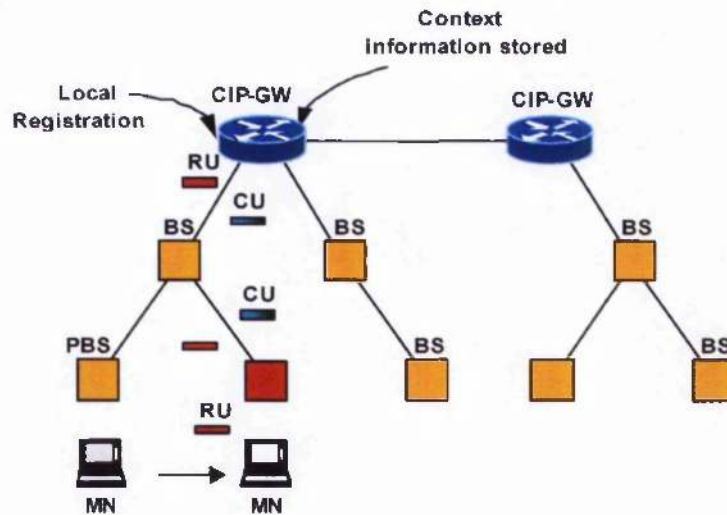 Context
information stored
Local
Registration
CIP-GW
CIP-GW
RU
CU
BS
BS
BS
CU
PBS
BS
BS
RU
MN
MN